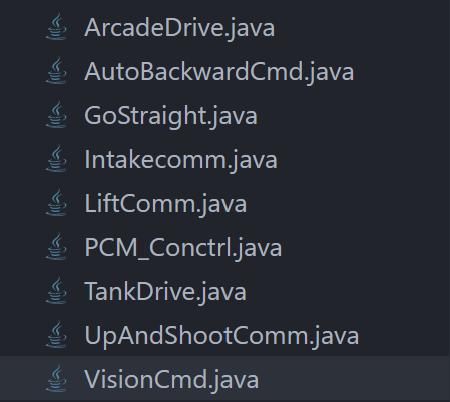 ArcadeDrive.java
AutoBackwardCmd.java
GoStraight.java
Intakecomm.java
LiftComm.java
PCM_Conctrl.java
TankDrive.java
UpAndShootComm.java
VisionCmd.java